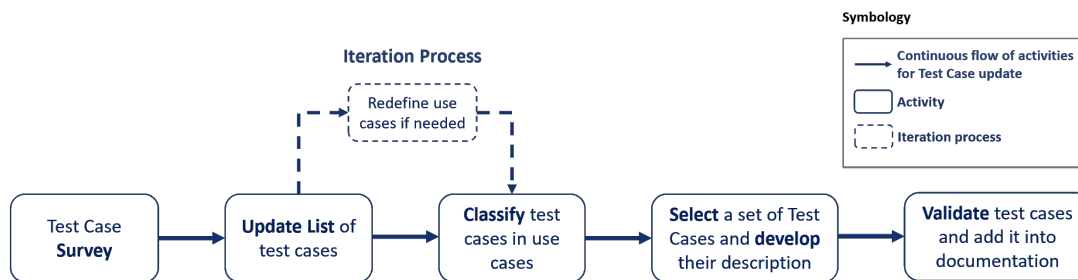 Symbology
Continuous flow of activities
for Test Case update
Activity
Iteration process
Iteration Process
Redefine use
cases if needed
Test Case
Survey
Update List of
test cases
Classify test
cases in use
cases
Select a set of Test
Cases and develop
their description
Validate test cases
and add it into
documentation